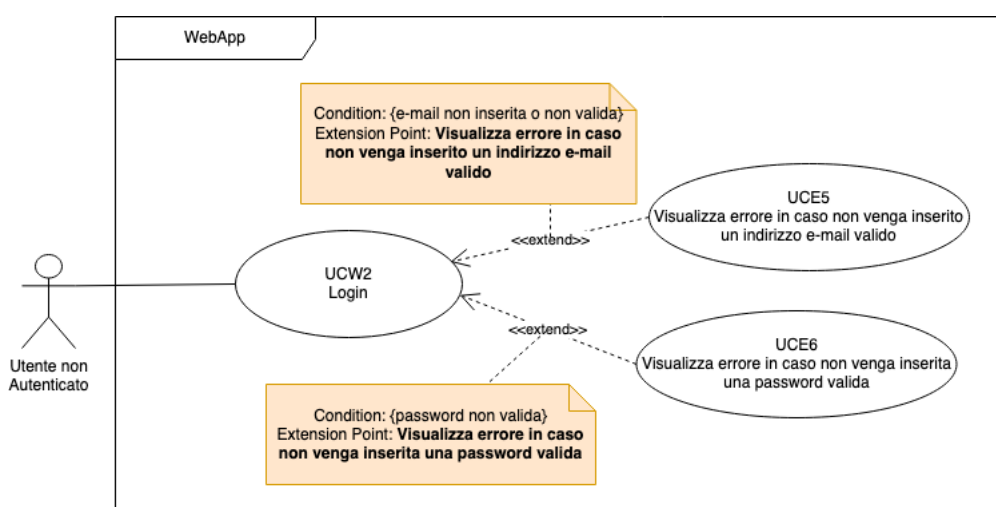 WebApp
Condition: {e-mail non inserita o non valida}
Extension Point: Visualizza errore in caso
non venga inserito un indirizzo e-mail
valido
UCE5
Visualizza errore in caso non venga inserito
un indirizzo e-mail valido
<<extend>>
UCW2
Login
<<extend>>
UCE6
Visualizza errore in caso non venga inserita
una password valida
Utente non
Autenticato
Condition: {password non valida}
Extension Point: Visualizza errore in caso
non venga inserita una password valida